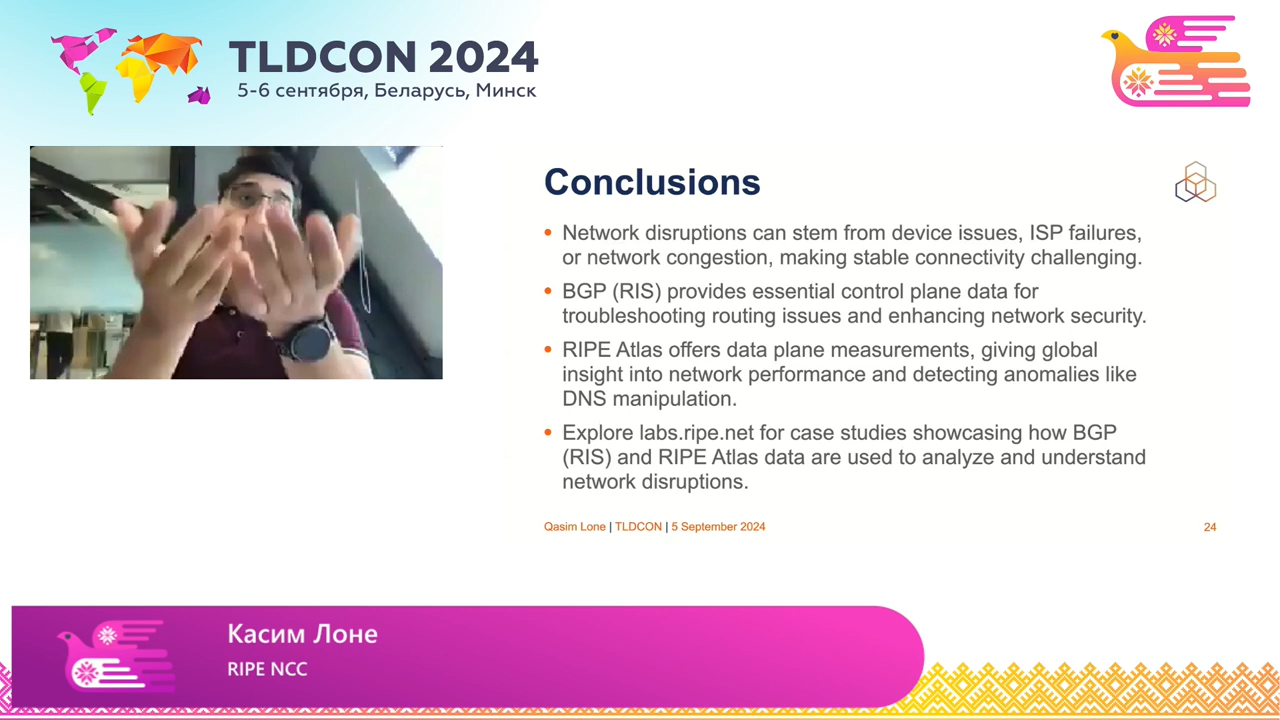 TLDCON 2024
5-6 сентября, Беларусь, Минск
Conclusions
• Network disruptions can stem from device issues, ISP failures,
or network congestion, making stable connectivity challenging.
• BGP (RIS) provides essential control plane data for
troubleshooting routing issues and enhancing network security.
• RIPE Atlas offers data plane measurements, giving global
insight into network performance and detecting anomalies like
DNS manipulation.
• Explore labs.ripe.net for case studies showcasing how BGP
(RIS) and RIPE Atlas data are used to analyze and understand
network disruptions.
Qasim Lone | TLDCON | 5 September 2024
24
Касим Лоне
RIPE NCC